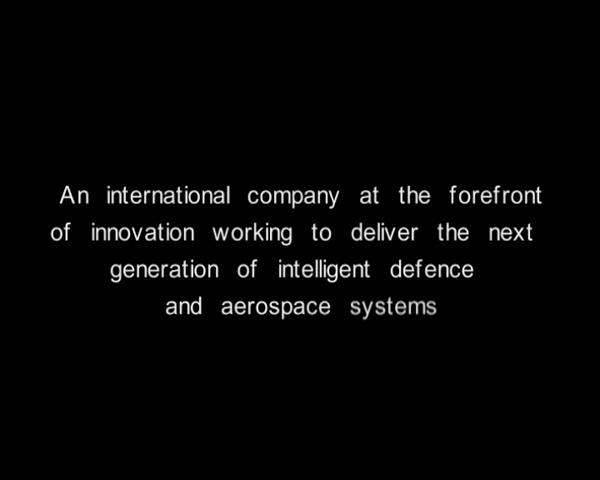 An international company at the forefront
of innovation working to deliver the next
generation of intelligent defence
and aerospace systems